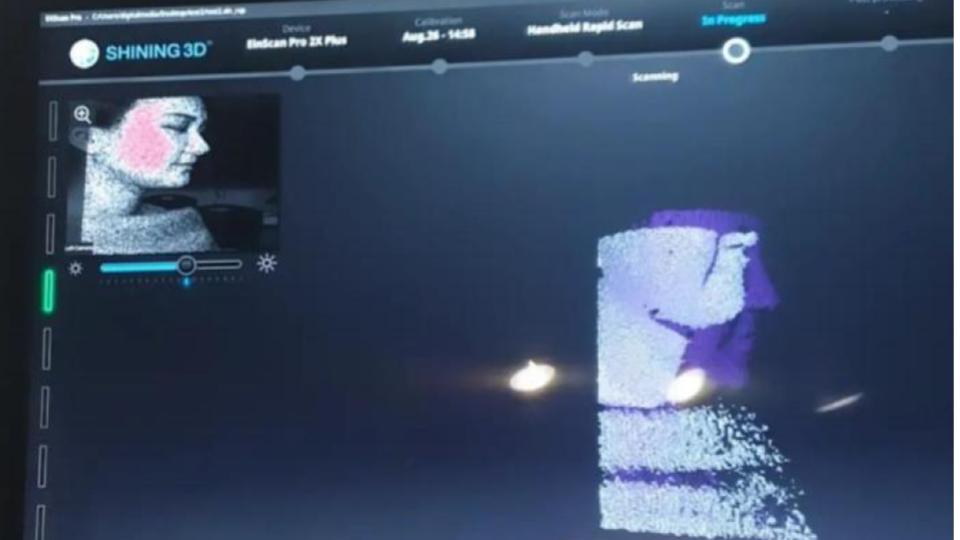 SHINING 3D
Device
EinScan Pro 2X Plus
Calibration
Aug.26 - 14:58
Scan Mode
Handheld Rapid Scan
Scan
In Progress
Scanning